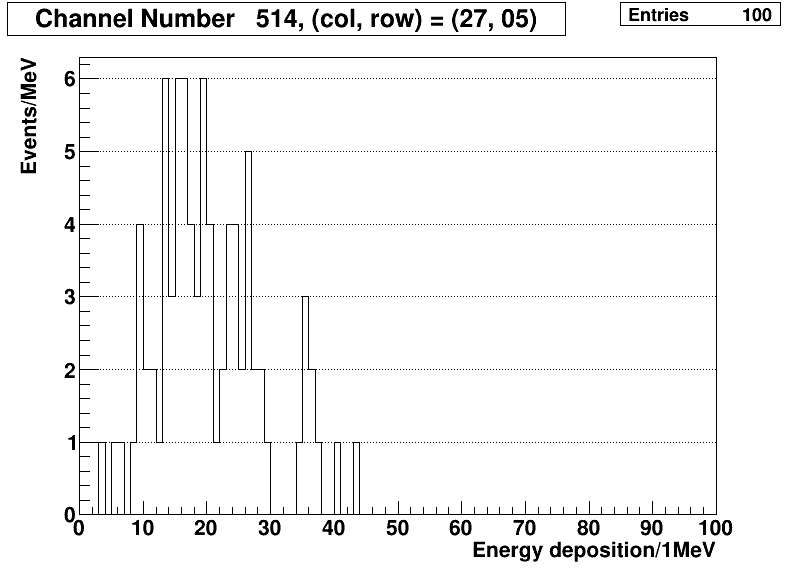 Channel Number 514, (col, row) = (27, 05)
Entries 100
Events/MeV
6
5
4
3
2
1
0
0 10 20 30 40 50 60 70 80 90 100
Energy deposition/1MeV